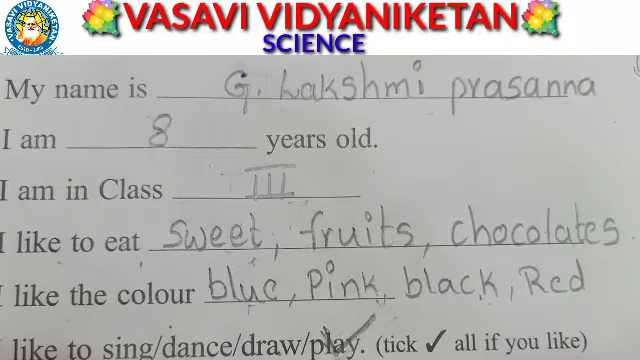 VASAVI VIDYANIKETAN
SCIENCE
My name is G. Lakshmi prasanna
I am 8 years old.
I am in Class III
I like to eat sweet, fruits, chocolates.
I like the colour blue, Pink, black, Red
I like to sing/dance/draw/play. (tick ✓ all if you like)